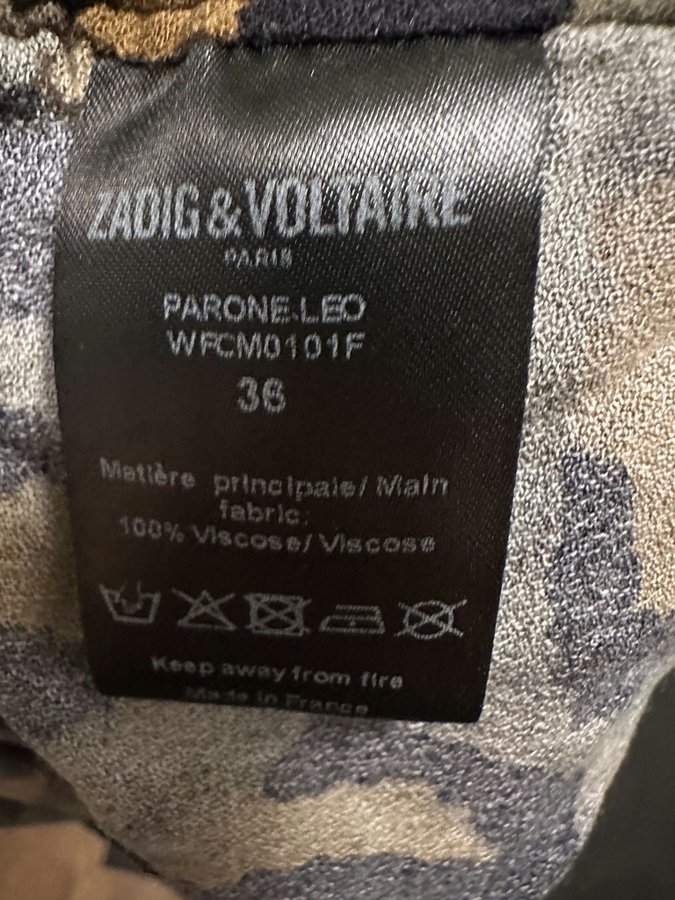 ZADIG & VOLTAIRE
PARIS
PARONE-LEO
WFCM0101F
36
Matière principale/ Main
fabric:
100% Viscose/ Viscose
Keep away from fire
Made in France